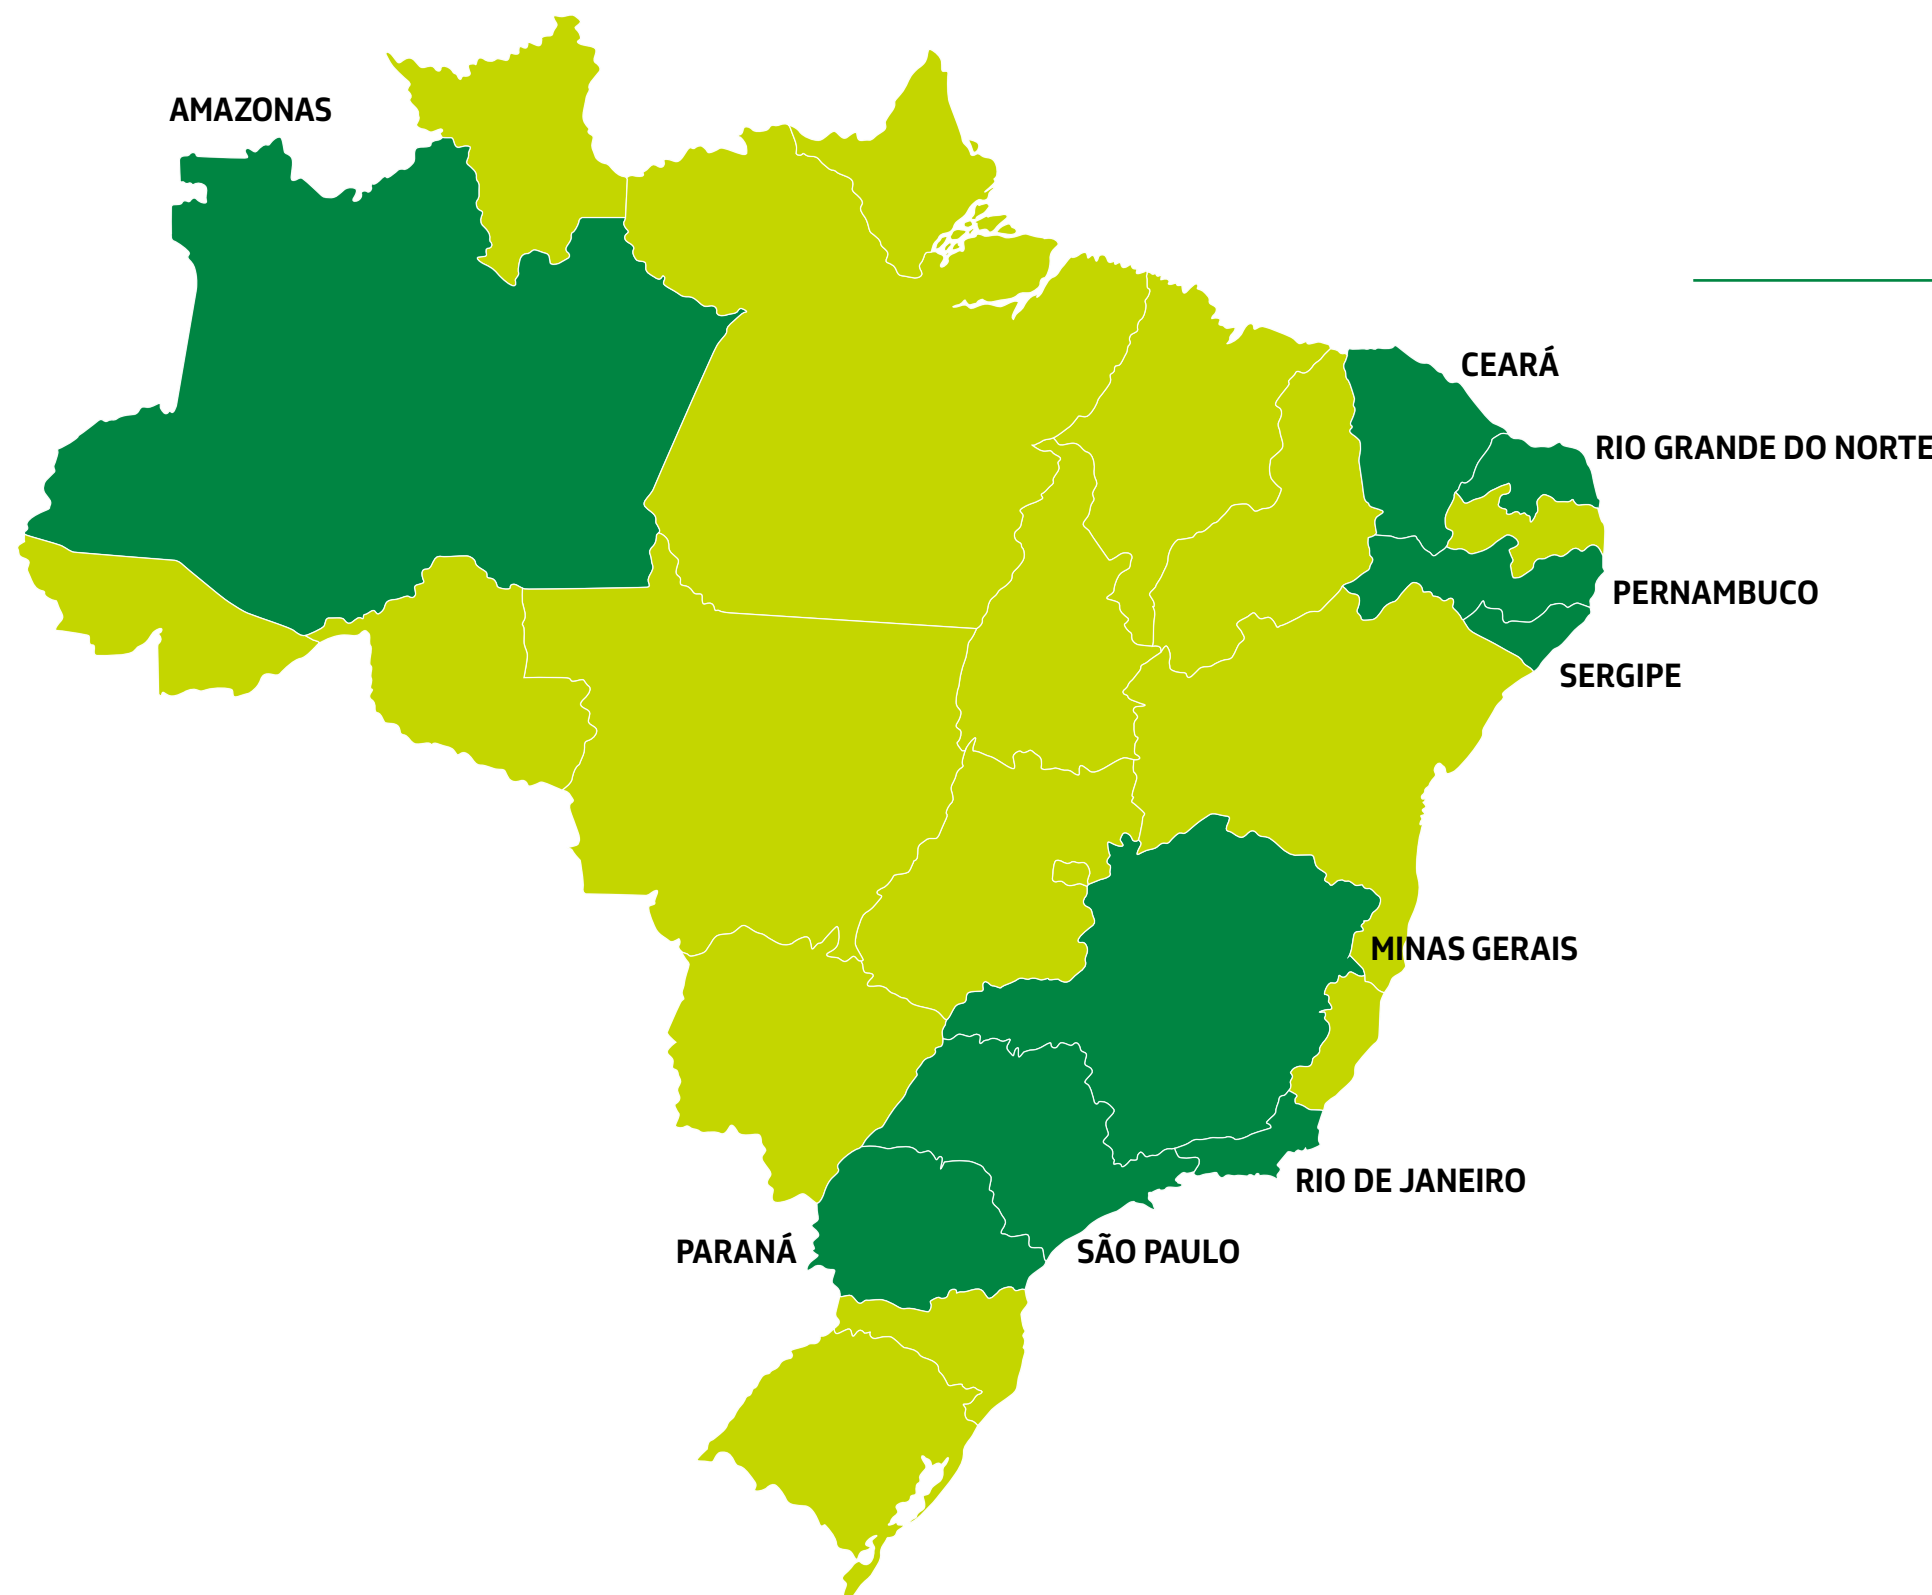 AMAZONAS
CEARÁ
RIO GRANDE DO NORTE
PERNAMBUCO
SERGIPE
MINAS GERAIS
RIO DE JANEIRO
PARANÁ
SÃO PAULO